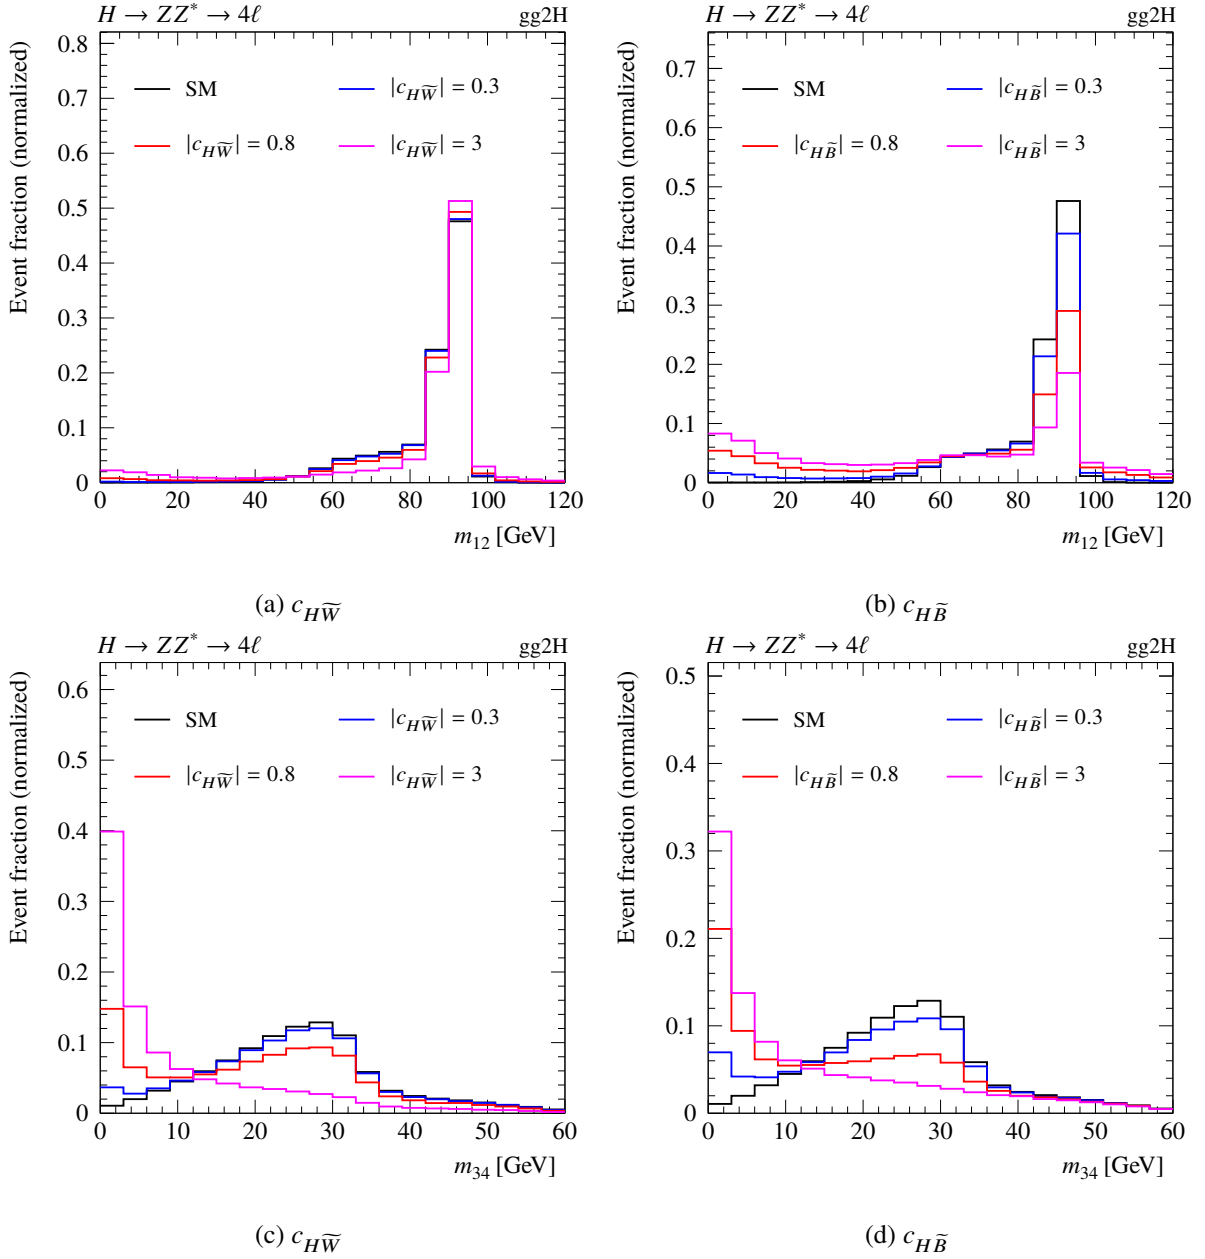 H → ZZ* → 4ℓ gg2H
Event fraction (normalized)
0.8
0.7
0.6
0.5
0.4
0.3
0.2
0.1
0
SM
|c_{HW̃}| = 0.3
|c_{HW̃}| = 0.8
|c_{HW̃}| = 3
0 20 40 60 80 100 120
m_{12} [GeV]
(a) c_{HW̃}
H → ZZ* → 4ℓ gg2H
Event fraction (normalized)
0.7
0.6
0.5
0.4
0.3
0.2
0.1
0
SM
|c_{HB̃}| = 0.3
|c_{HB̃}| = 0.8
|c_{HB̃}| = 3
0 20 40 60 80 100 120
m_{12} [GeV]
(b) c_{HB̃}
H → ZZ* → 4ℓ gg2H
Event fraction (normalized)
0.6
0.5
0.4
0.3
0.2
0.1
0
SM
|c_{HW̃}| = 0.3
|c_{HW̃}| = 0.8
|c_{HW̃}| = 3
0 10 20 30 40 50 60
m_{34} [GeV]
(c) c_{HW̃}
H → ZZ* → 4ℓ gg2H
Event fraction (normalized)
0.5
0.4
0.3
0.2
0.1
0
SM
|c_{HB̃}| = 0.3
|c_{HB̃}| = 0.8
|c_{HB̃}| = 3
0 10 20 30 40 50 60
m_{34} [GeV]
(d) c_{HB̃}